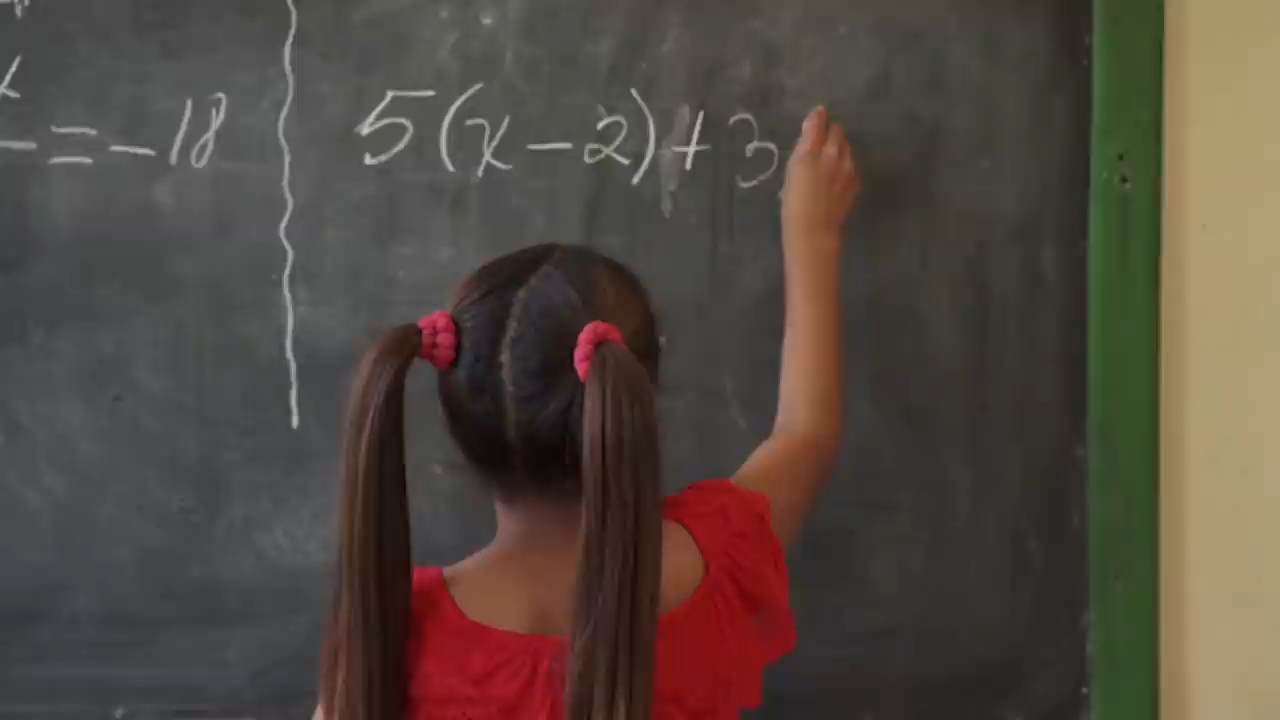 = - 18
5(x - 2) + 3